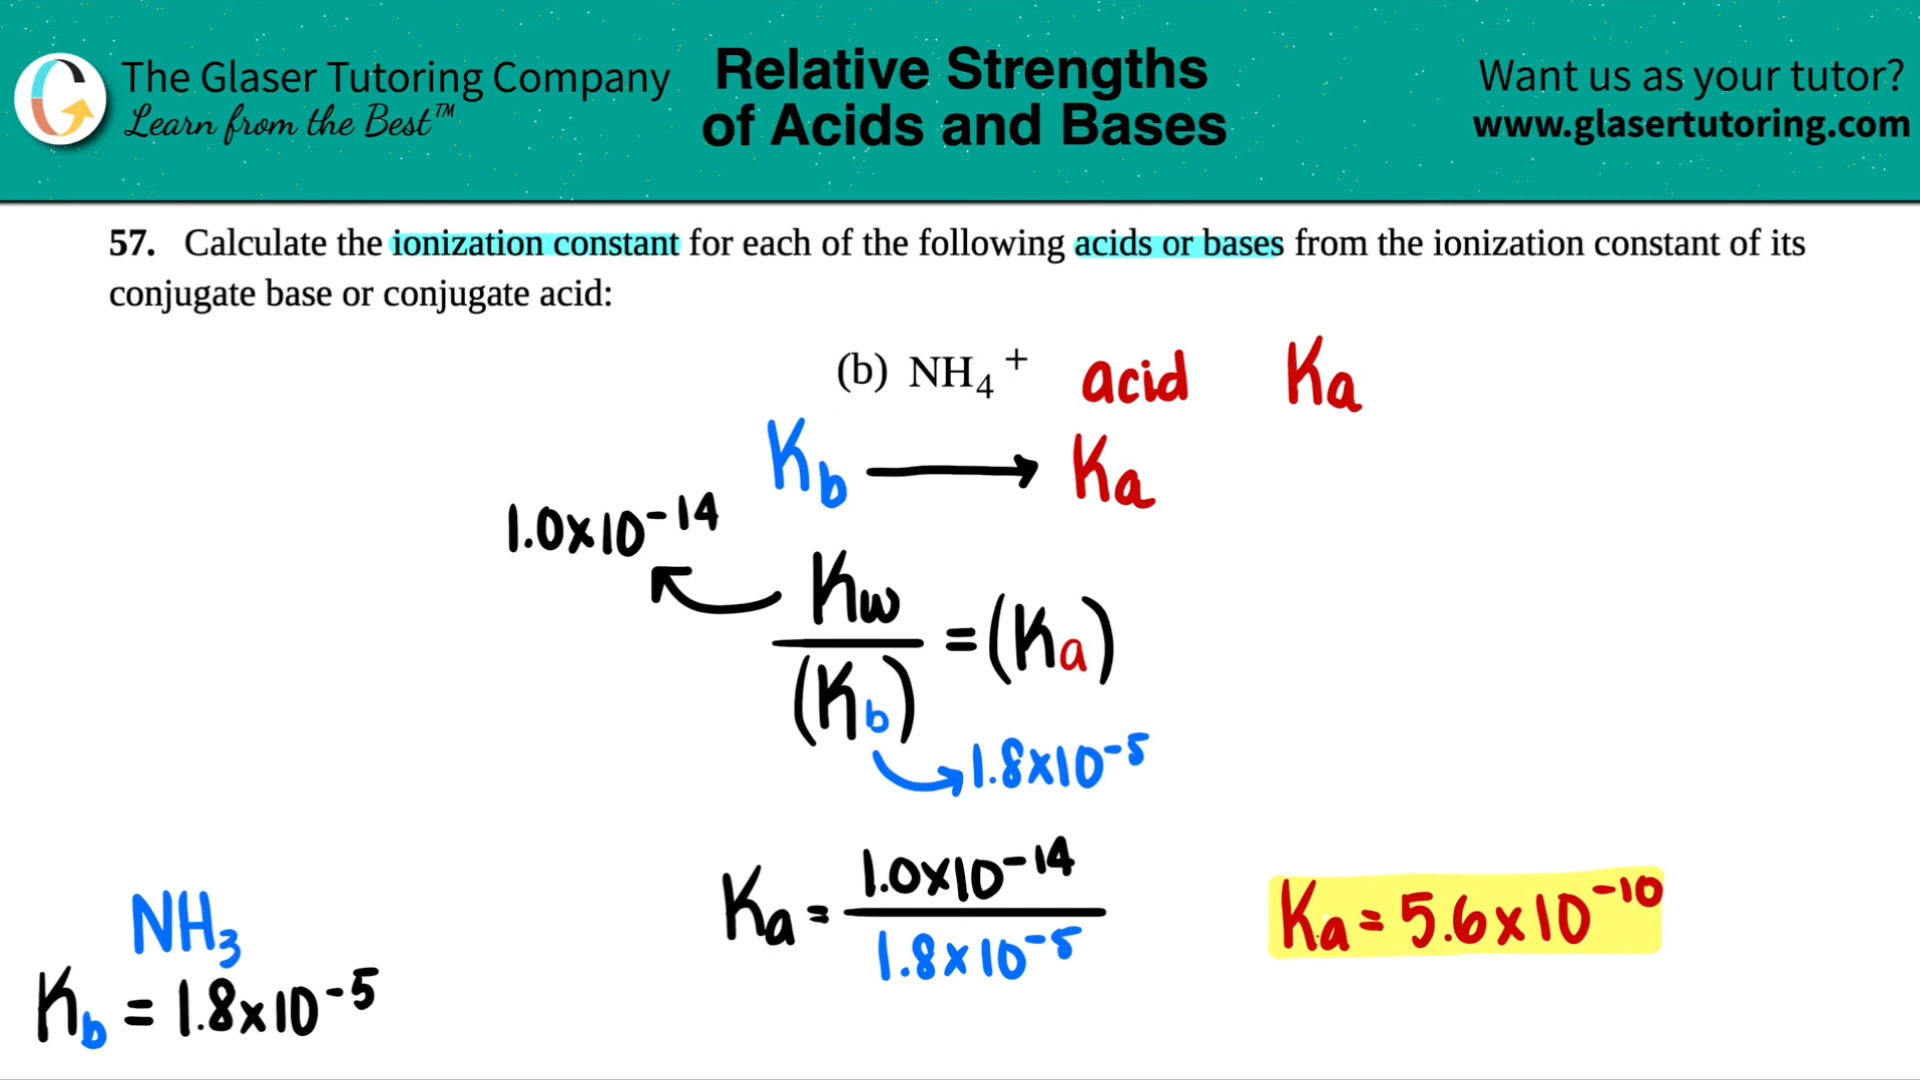 The Glaser Tutoring Company
Learn from the Best™
Relative Strengths
of Acids and Bases
Want us as your tutor?
www.glasertutoring.com
57. Calculate the ionization constant for each of the following acids or bases from the ionization constant of its
conjugate base or conjugate acid:
(b) NH₄⁺ acid Ka
Kb → Ka
1.0x10⁻¹⁴
Kw
= (Ka)
(Kb)
1.8x10⁻⁵
Ka = 1.0x10⁻¹⁴
1.8x10⁻⁵
Ka = 5.6x10⁻¹⁰
NH₃
Kb = 1.8x10⁻⁵